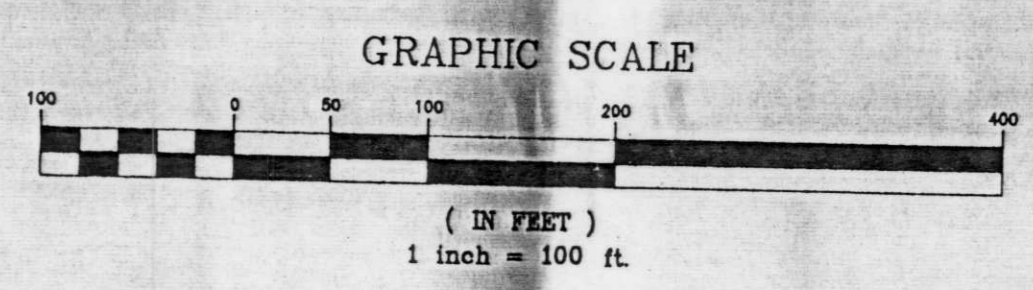 GRAPHIC SCALE
100 0 50 100 200 400
( IN FEET )
1 inch = 100 ft.